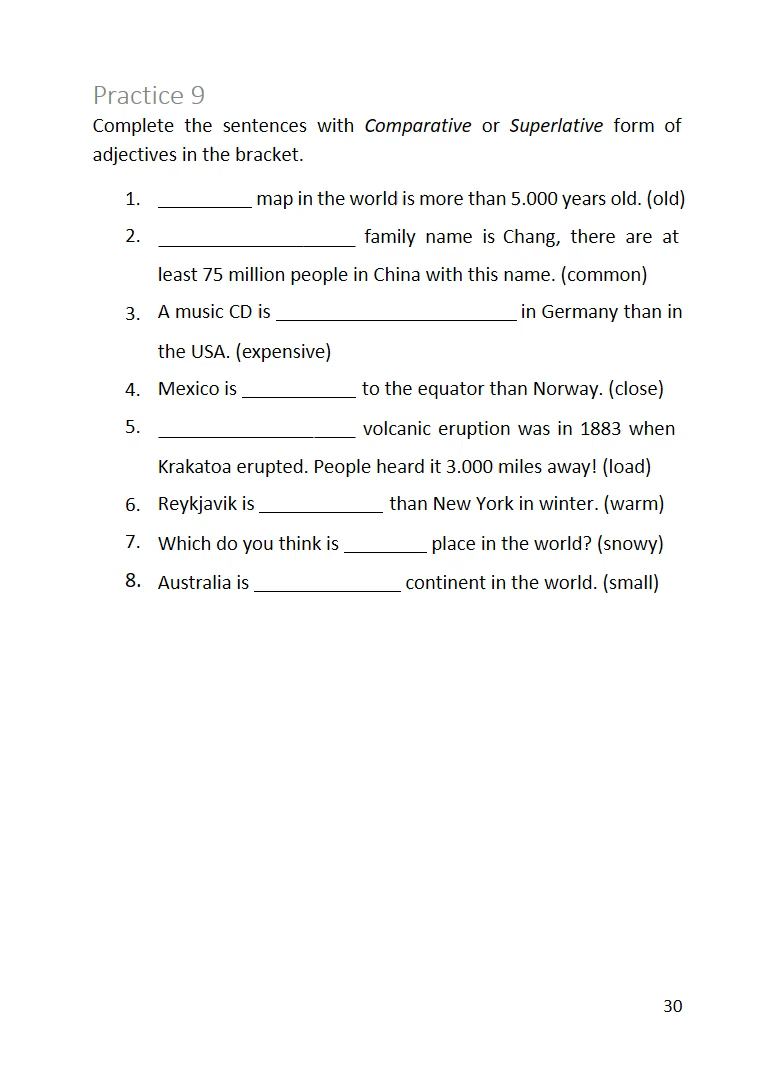 Practice 9
Complete the sentences with Comparative or Superlative form of
adjectives in the bracket.
1. __________ map in the world is more than 5.000 years old. (old)
2. _____________________ family name is Chang, there are at
least 75 million people in China with this name. (common)
3. A music CD is __________________________ in Germany than in
the USA. (expensive)
4. Mexico is ____________ to the equator than Norway. (close)
5. _____________________ volcanic eruption was in 1883 when
Krakatoa erupted. People heard it 3.000 miles away! (load)
6. Reykjavik is _____________ than New York in winter. (warm)
7. Which do you think is _________ place in the world? (snowy)
8. Australia is ________________ continent in the world. (small)
30